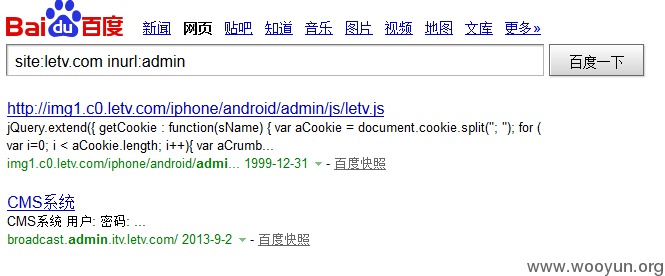 Bai du 百度 新闻 网页 贴吧 知道 音乐 图片 视频 地图 文库 更多»
site:letv.com inurl:admin 百度一下
http://img1.c0.letv.com/iphone/android/admin/js/letv.js
jQuery.extend({ getCookie : function(sName) { var aCookie = document.cookie.split("; "); for (
var i=0; i < aCookie.length; i++){ var aCrumb...
img1.c0.letv.com/iphone/android/admi... 1999-12-31 - 百度快照
CMS系统
CMS系统 用户: 密码: ...
broadcast.admin.itv.letv.com/ 2013-9-2 - 百度快照
www.wooyun.org